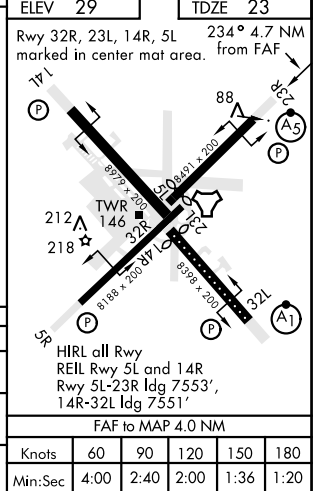 ELEV 29
TDZE 23
Rwy 32R, 23L, 14R, 5L
marked in center mat area.
234° 4.7 NM
from FAF
14L
23R
P
88
A5
P
8979 x 200
8491 x 200
5L
TWR
146
32R
23L
212
218
14R
8188 x 200
8398 x 200
32L
5R
P
P
A1
HIRL all Rwy
REIL Rwy 5L and 14R
Rwy 5L-23R ldg 7553',
14R-32L ldg 7551'
FAF to MAP 4.0 NM
Knots 60 90 120 150 180
Min:Sec 4:00 2:40 2:00 1:36 1:20